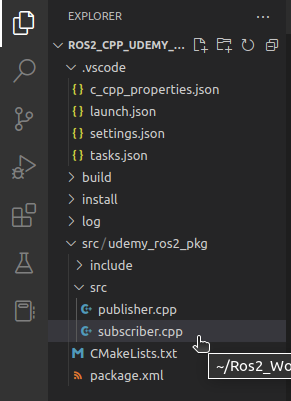 EXPLORER
ROS2_CPP_UDEMY_...
.vscode
{} c_cpp_properties.json
{} launch.json
{} settings.json
{} tasks.json
build
install
log
src/udemy_ros2_pkg
include
src
publisher.cpp
subscriber.cpp
~/Ros2_Wo
M CMakeLists.txt
package.xml